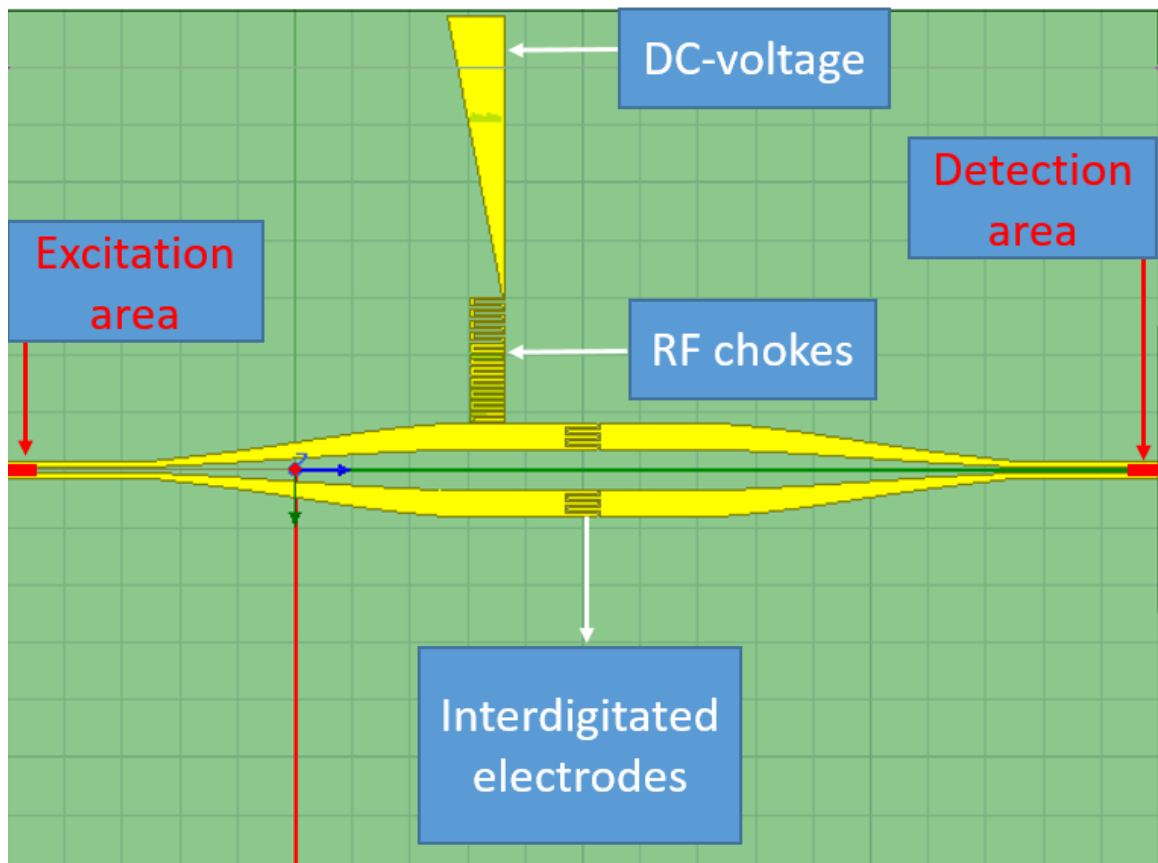 DC-voltage
Detection
area
Excitation
area
RF chokes
Interdigitated
electrodes